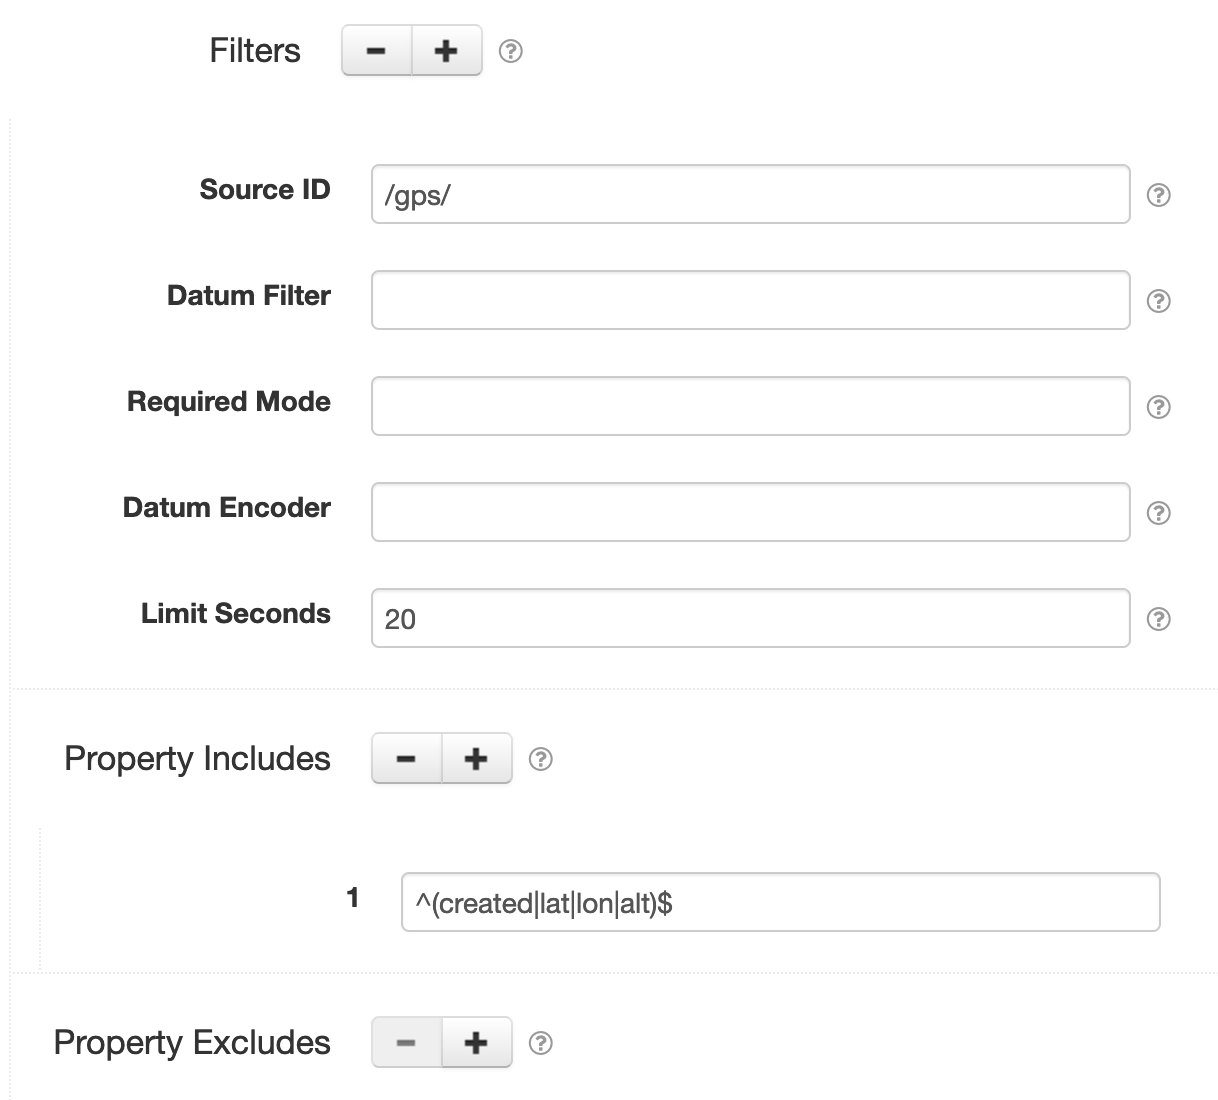 Filters - + ?
Source ID /gps/ ?
Datum Filter ?
Required Mode ?
Datum Encoder ?
Limit Seconds 20 ?
Property Includes - + ?
1 ^(created|lat|lon|alt)$
Property Excludes - + ?